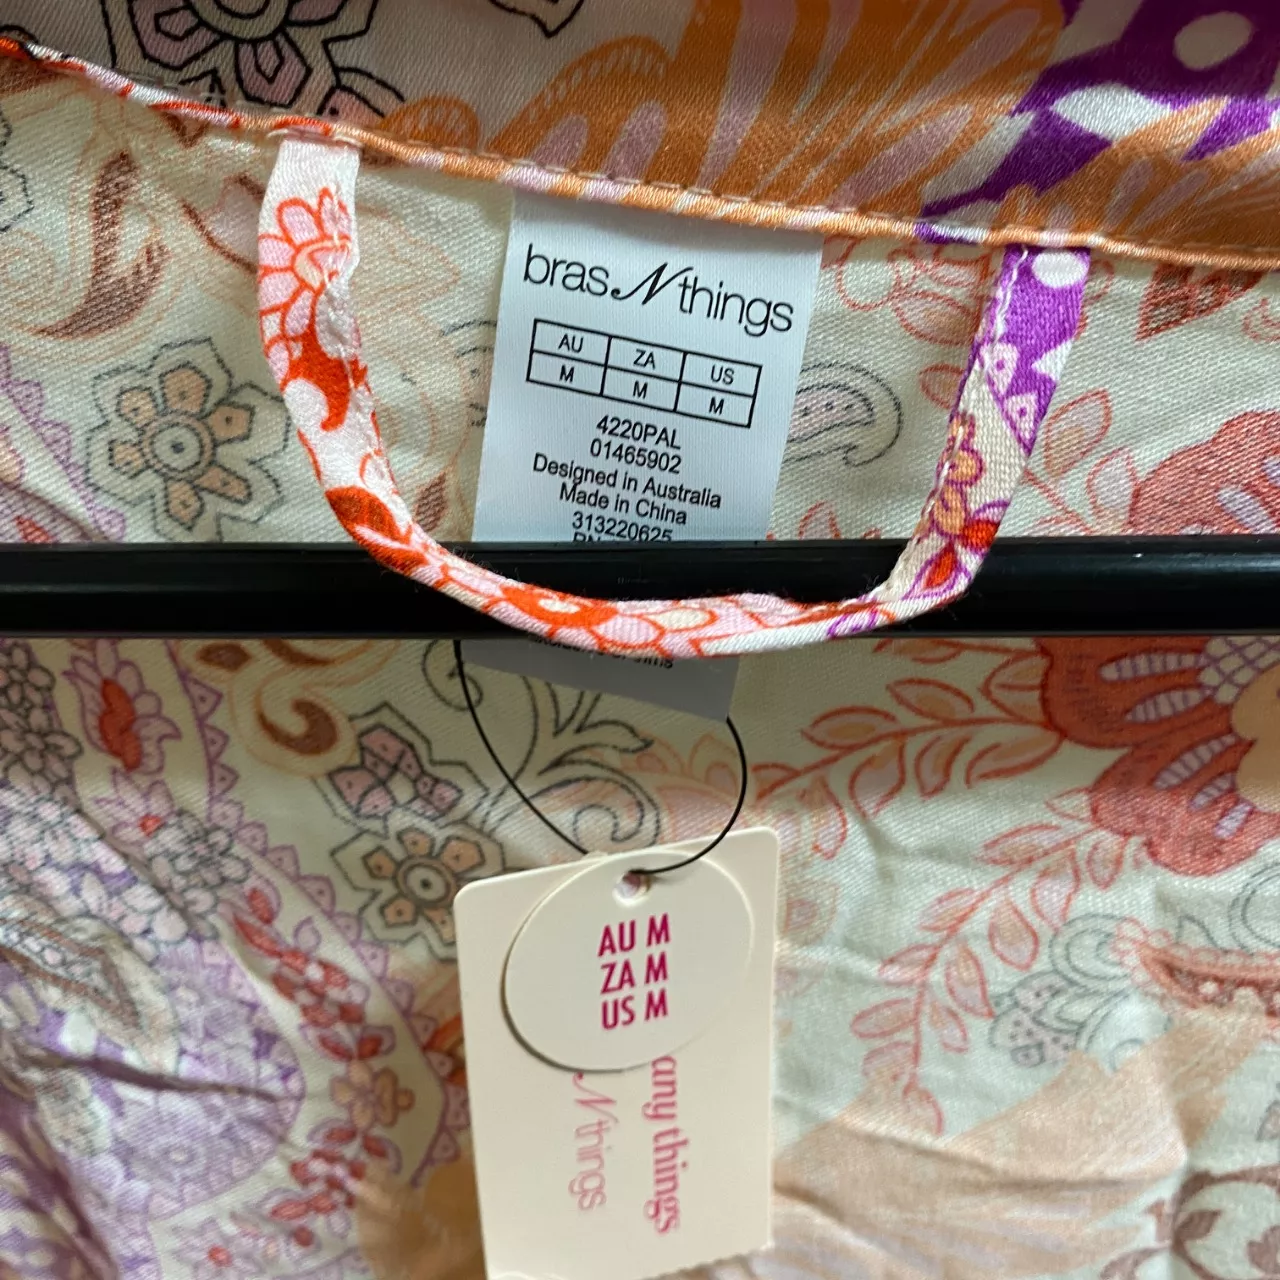 bras N things
AU ZA US
M M M
4220PAL
01465902
Designed in Australia
Made in China
313220625
AU M
ZA M
US M
any things
N things